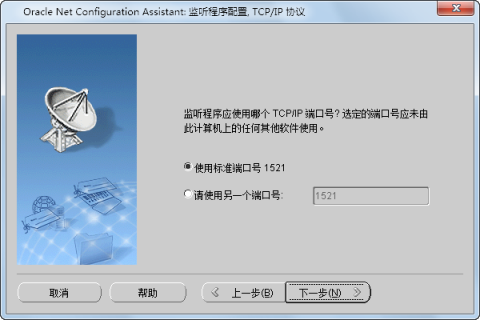 Oracle Net Configuration Assistant: 监听程序配置, TCP/IP 协议
监听程序应使用哪个 TCP/IP 端口号? 选定的端口号应未由
此计算机上的任何其他软件使用。
使用标准端口号 1521
请使用另一个端口号:
1521
取消
帮助
上一步(B)
下一步(N)